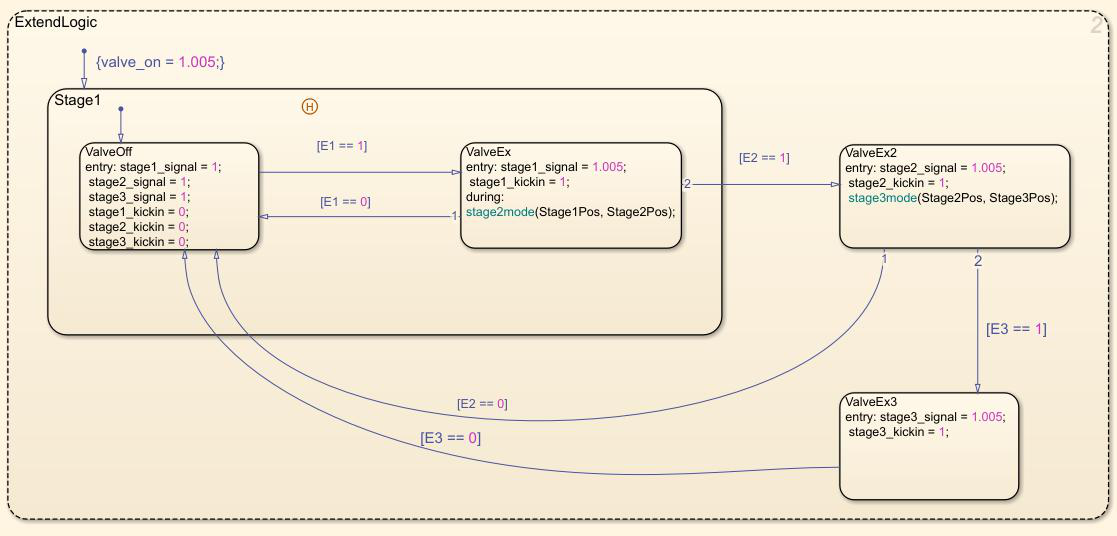 ExtendLogic
2
{valve_on = 1.005;}
Stage1
H
ValveOff
entry: stage1_signal = 1;
stage2_signal = 1;
stage3_signal = 1;
stage1_kickin = 0;
stage2_kickin = 0;
stage3_kickin = 0;
[E1 == 1]
[E1 == 0]
ValveEx
entry: stage1_signal = 1.005;
stage1_kickin = 1;
during:
stage2mode(Stage1Pos, Stage2Pos);
1
2
[E2 == 1]
ValveEx2
entry: stage2_signal = 1.005;
stage2_kickin = 1;
stage3mode(Stage2Pos, Stage3Pos);
1
2
[E3 == 1]
[E2 == 0]
[E3 == 0]
ValveEx3
entry: stage3_signal = 1.005;
stage3_kickin = 1;